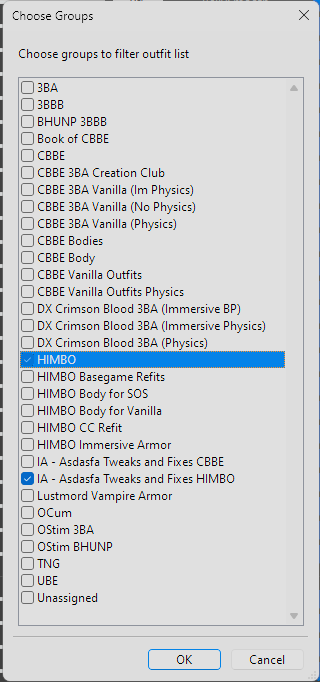 Choose Groups
Choose groups to filter outfit list
3BA
3BBB
BHUNP 3BBB
Book of CBBE
CBBE
CBBE 3BA Creation Club
CBBE 3BA Vanilla (Im Physics)
CBBE 3BA Vanilla (No Physics)
CBBE 3BA Vanilla (Physics)
CBBE Bodies
CBBE Body
CBBE Vanilla Outfits
CBBE Vanilla Outfits Physics
DX Crimson Blood 3BA (Immersive BP)
DX Crimson Blood 3BA (Immersive Physics)
DX Crimson Blood 3BA (Physics)
HIMBO
HIMBO Basegame Refits
HIMBO Body for SOS
HIMBO Body for Vanilla
HIMBO CC Refit
HIMBO Immersive Armor
IA - Asdasfa Tweaks and Fixes CBBE
IA - Asdasfa Tweaks and Fixes HIMBO
Lustmord Vampire Armor
OCum
OStim 3BA
OStim BHUNP
TNG
UBE
Unassigned
OK Cancel